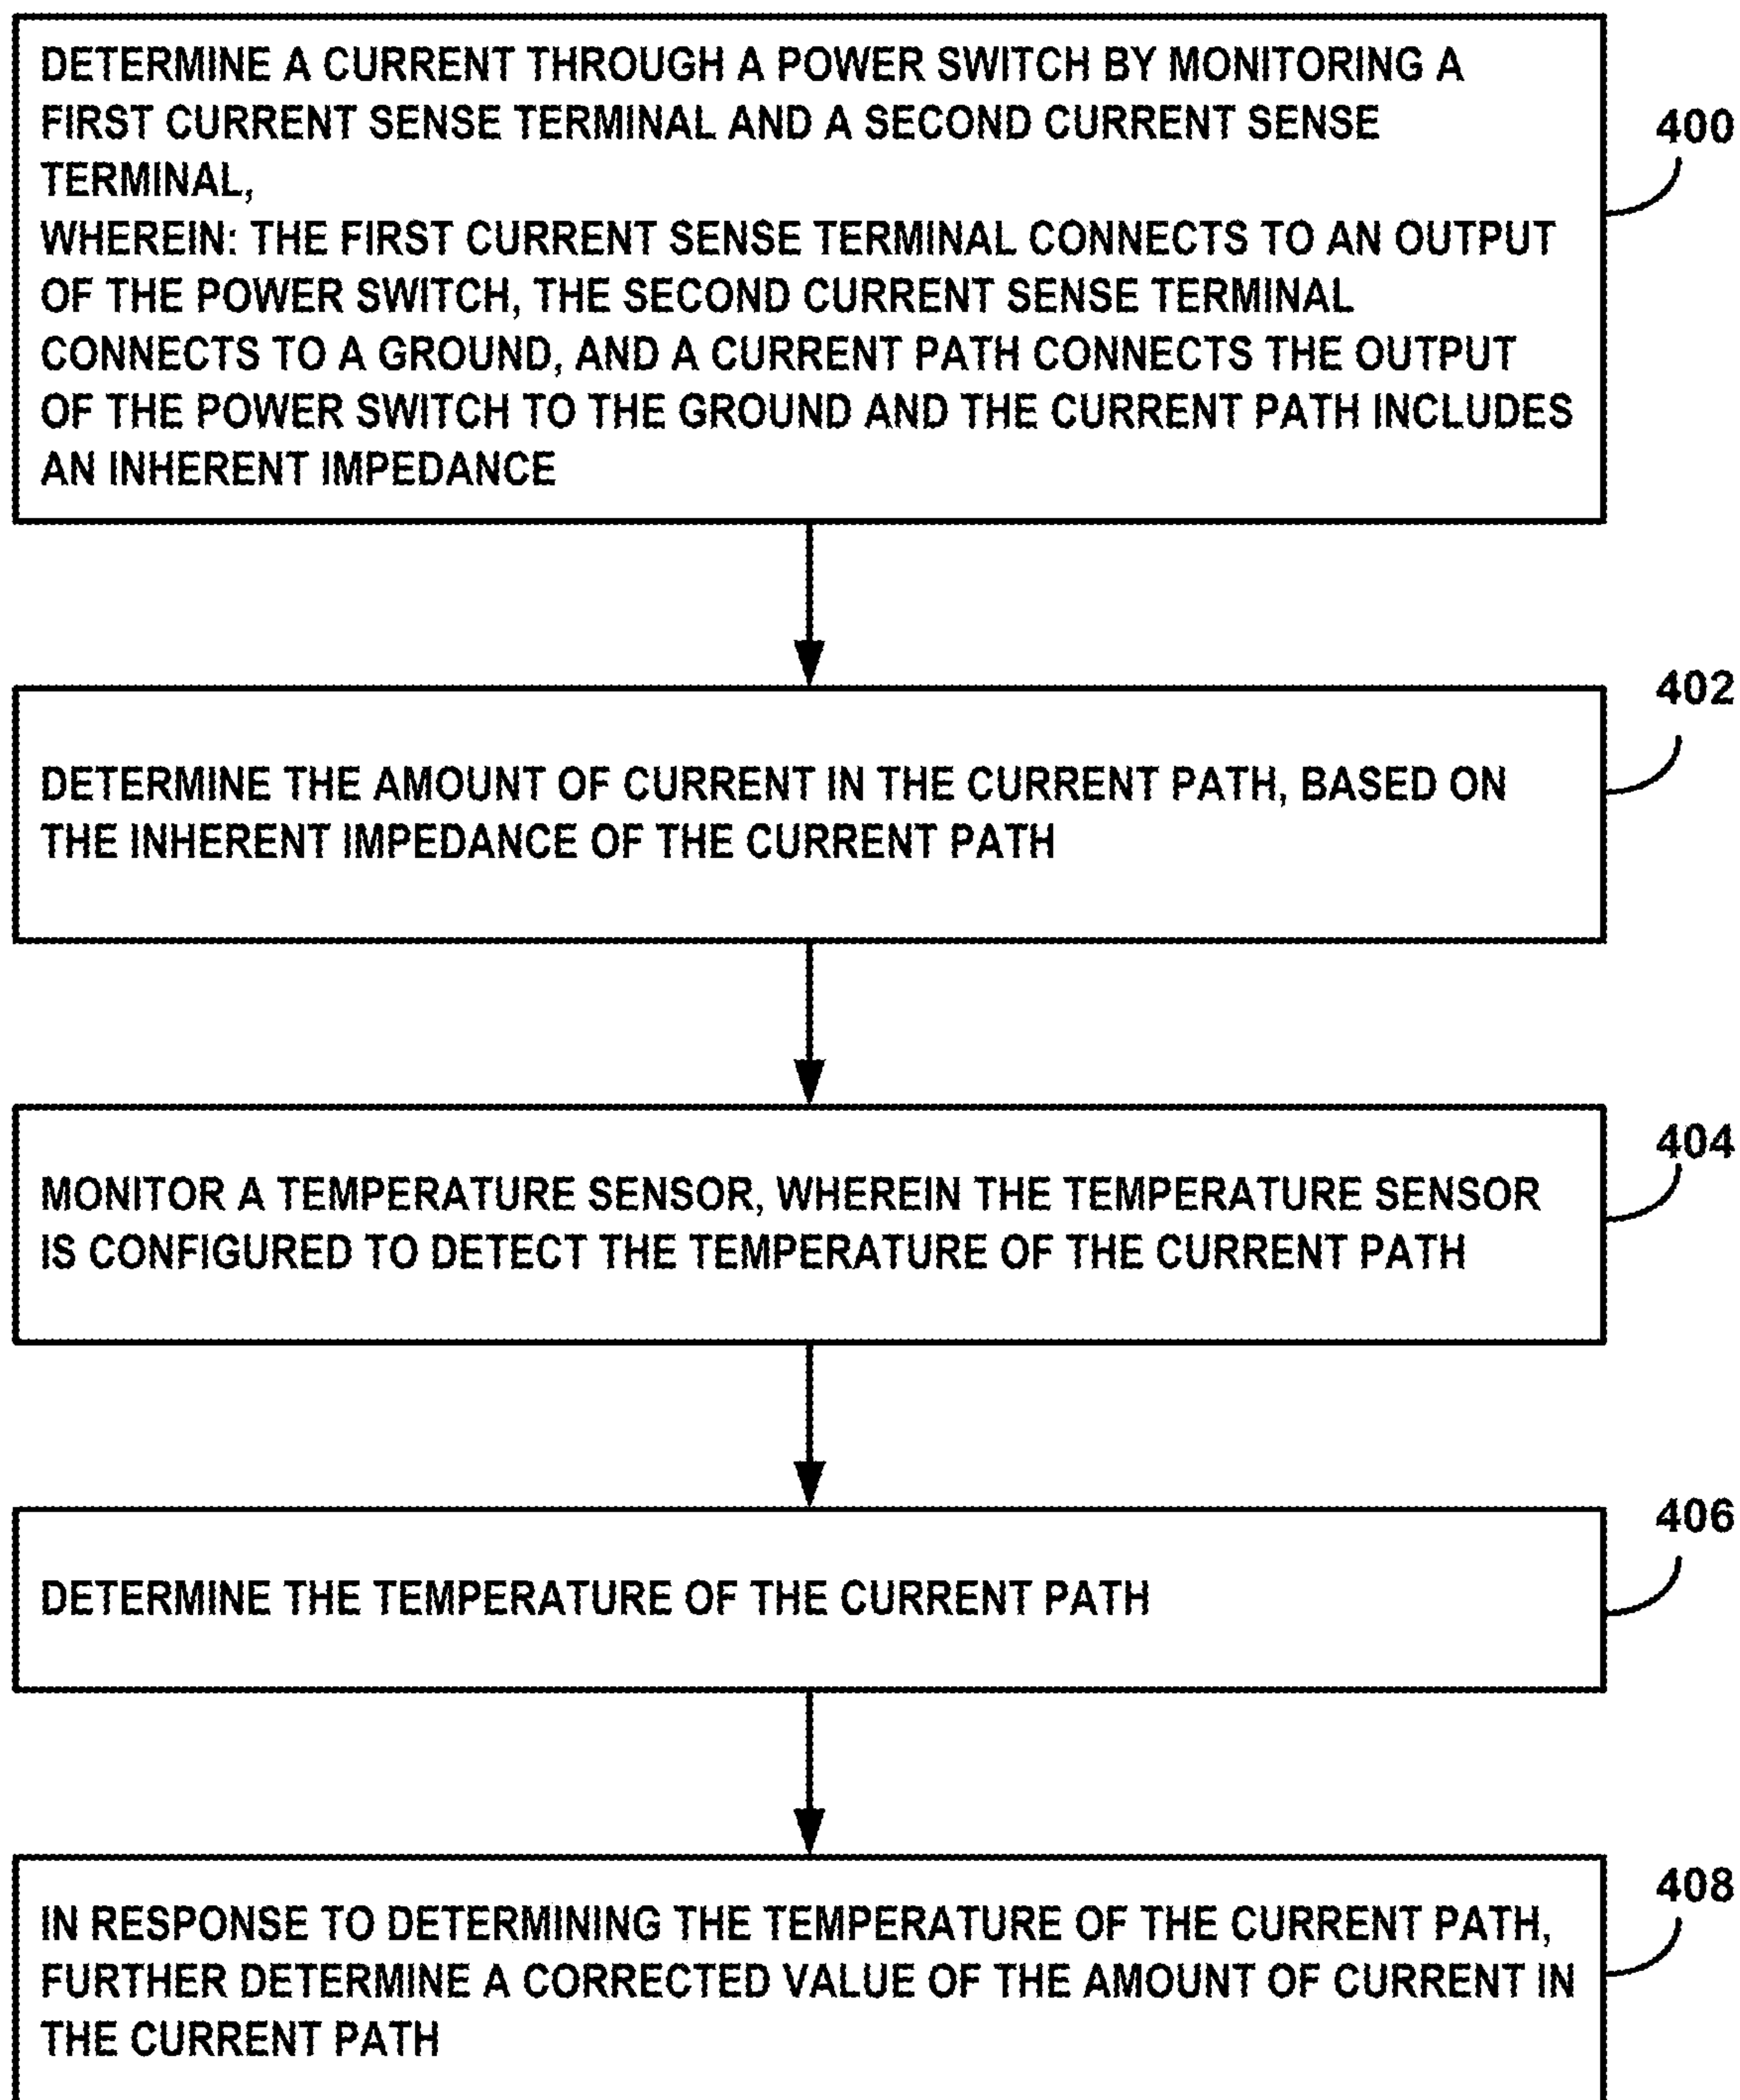 DETERMINE A CURRENT THROUGH A POWER SWITCH BY MONITORING A
FIRST CURRENT SENSE TERMINAL AND A SECOND CURRENT SENSE
TERMINAL,
WHEREIN: THE FIRST CURRENT SENSE TERMINAL CONNECTS TO AN OUTPUT
OF THE POWER SWITCH, THE SECOND CURRENT SENSE TERMINAL
CONNECTS TO A GROUND, AND A CURRENT PATH CONNECTS THE OUTPUT
OF THE POWER SWITCH TO THE GROUND AND THE CURRENT PATH INCLUDES
AN INHERENT IMPEDANCE
400
DETERMINE THE AMOUNT OF CURRENT IN THE CURRENT PATH, BASED ON
THE INHERENT IMPEDANCE OF THE CURRENT PATH
402
MONITOR A TEMPERATURE SENSOR, WHEREIN THE TEMPERATURE SENSOR
IS CONFIGURED TO DETECT THE TEMPERATURE OF THE CURRENT PATH
404
DETERMINE THE TEMPERATURE OF THE CURRENT PATH
406
IN RESPONSE TO DETERMINING THE TEMPERATURE OF THE CURRENT PATH,
FURTHER DETERMINE A CORRECTED VALUE OF THE AMOUNT OF CURRENT IN
THE CURRENT PATH
408